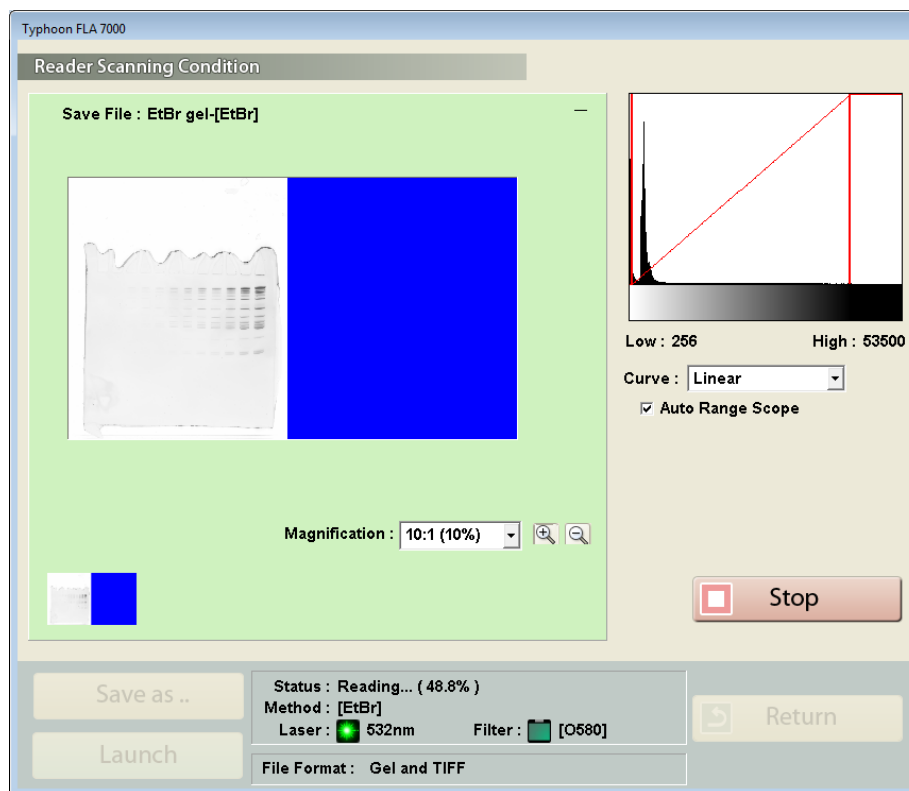 Typhoon FLA 7000
Reader Scanning Condition
Save File : EtBr gel-[EtBr]
Low : 256 High : 53500
Curve : Linear
Auto Range Scope
Magnification : 10:1 (10%)
Stop
Save as ..
Status : Reading... ( 48.8% )
Method : [EtBr]
Laser : 532nm Filter : [O580]
Return
Launch
File Format : Gel and TIFF